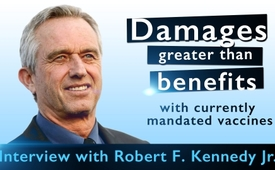 Damages
greater than
benefits
with currently
mandated vaccines
Interview with Robert F. Kennedy Jr.